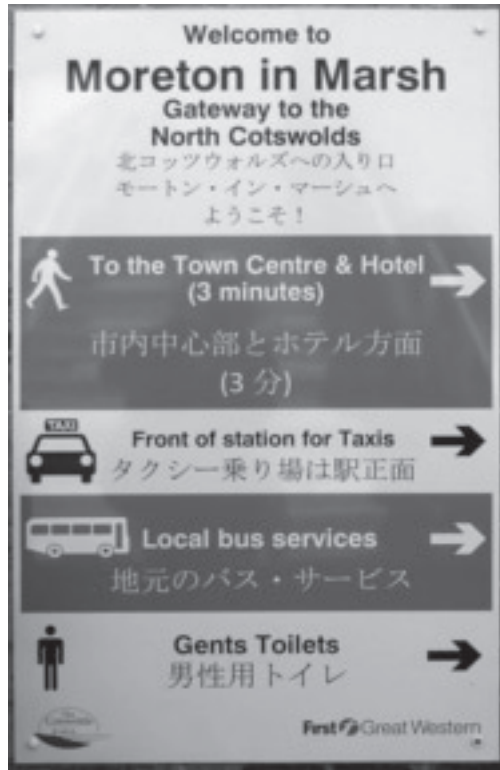 Welcome to
Moreton in Marsh
Gateway to the
North Cotswolds
北コッツウォルズへの入り口
モートン・イン・マーシュへ
ようこそ！
To the Town Centre & Hotel
(3 minutes)
市内中心部とホテル方面
(3 分)
TAXI
Front of station for Taxis
タクシー乗り場は駅正面
Local bus services
地元のバス・サービス
Gents Toilets
男性用トイレ
First Great Western